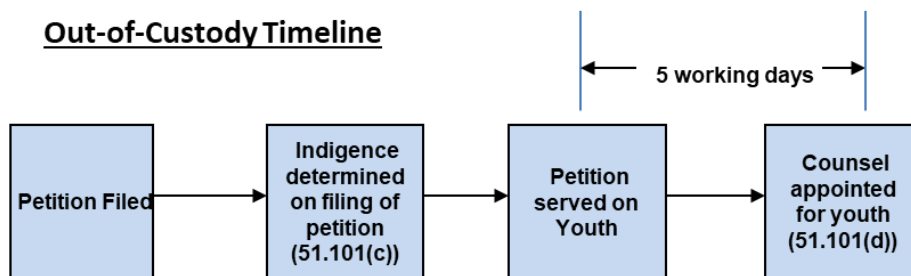 Out-of-Custody Timeline
5 working days
Petition Filed
Indigence
determined
on filing of
petition
(51.101(c))
Petition
served on
Youth
Counsel
appointed
for youth
(51.101(d))